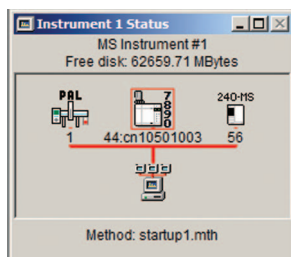 Instrument 1 Status
MS Instrument #1
Free disk: 62659.71 MBytes
PAL 7890 240-MS
1 44:cn10501003 56
Method: startup1.mth